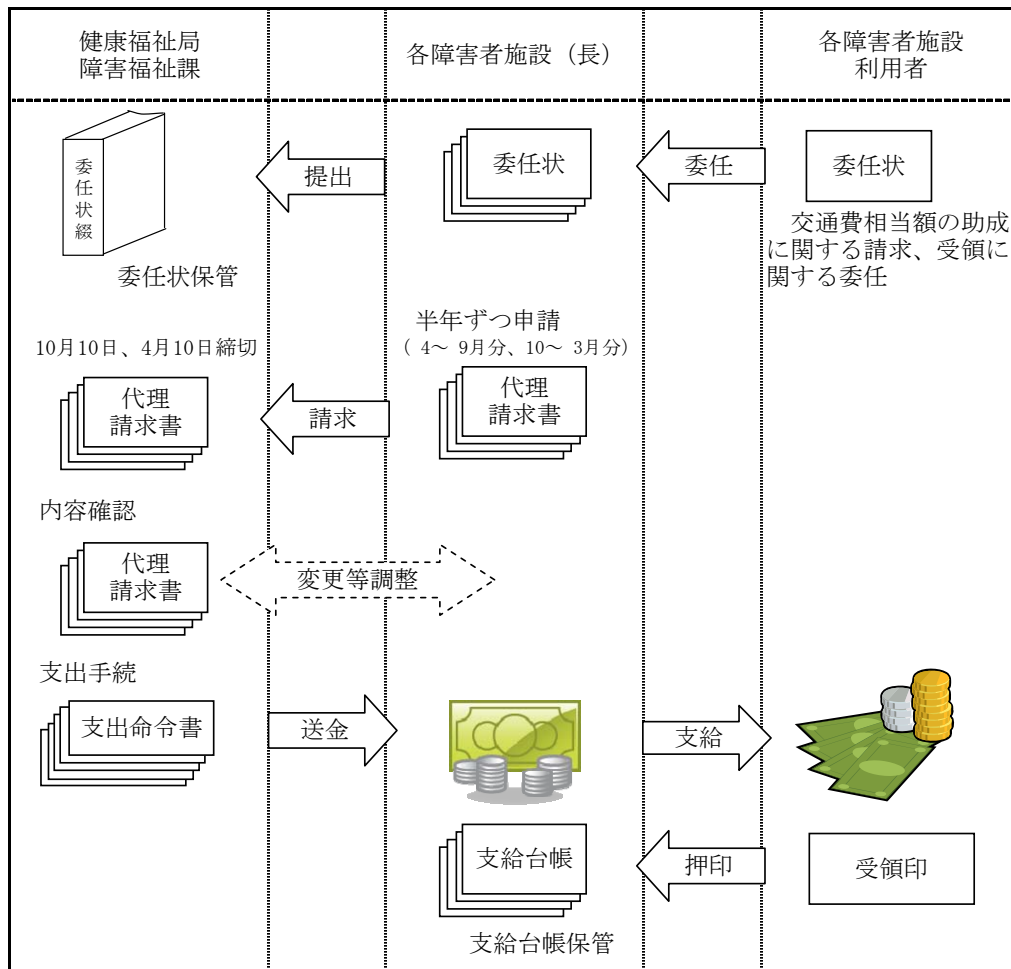 健康福祉局
障害福祉課
各障害者施設（長）
各障害者施設
利用者
委任状綴
提出
委任状
委任
委任状
委任状保管
交通費相当額の助成
に関する請求、受領に
関する委任
半年ずつ申請
10月10日、4月10日締切
（ 4～ 9月分、10～ 3月分）
代理
請求書
請求
代理
請求書
内容確認
代理
請求書
変更等調整
支出手続
支出命令書
送金
支給
支給台帳
押印
受領印
支給台帳保管